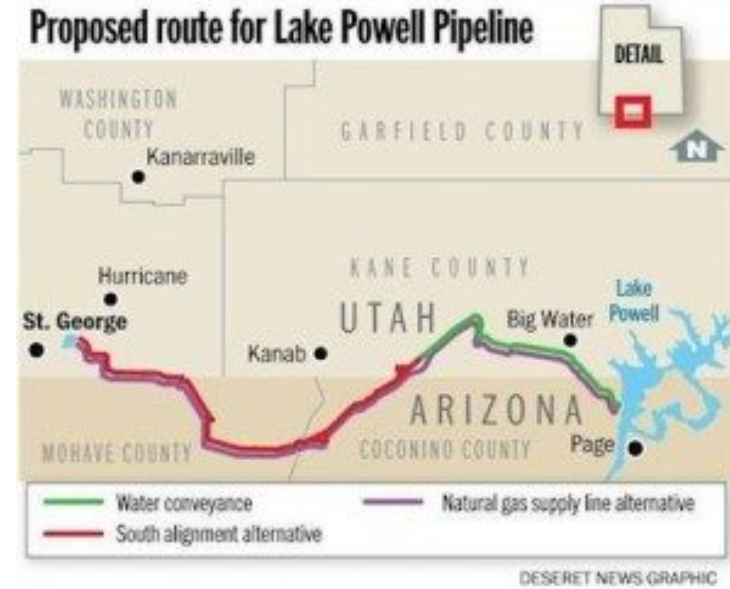 Proposed route for Lake Powell Pipeline
DETAIL
N
WASHINGTON
COUNTY
GARFIELD COUNTY
Kanarraville
KANE COUNTY
Hurricane
UTAH
Lake
Powell
St. George
Big Water
Kanab
ARIZONA
MOHAVE COUNTY
COCONINO COUNTY
Page
Water conveyance
Natural gas supply line alternative
South alignment alternative
DESERET NEWS GRAPHIC